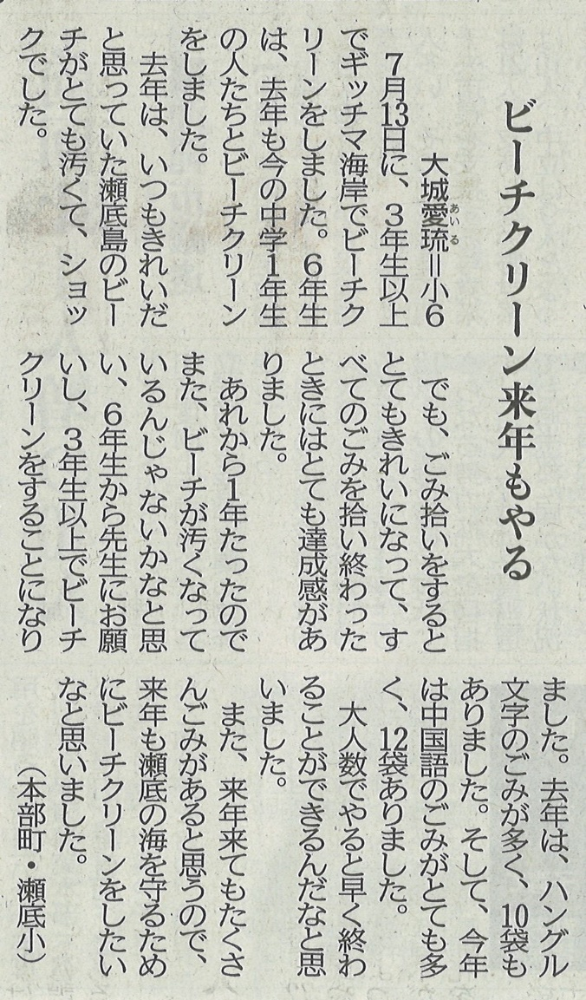 ビーチクリーン来年もやる
大城愛琉＝小６
あいる
７月13日に、３年生以上
でギッチマ海岸でビーチク
リーンをしました。６年生
は、去年も今の中学１年生
の人たちとビーチクリーン
をしました。
去年は、いつもきれいだ
と思っていた瀬底島のビー
チがとても汚くて、ショッ
クでした。
でも、ごみ拾いをすると
とてもきれいになって、す
べてのごみを拾い終わった
ときにはとても達成感があ
りました。
あれから１年たったので
また、ビーチが汚くなって
いるんじゃないかなと思
い、６年生から先生にお願
いし、３年生以上でビーチ
クリーンをすることになり
ました。去年は、ハングル
文字のごみが多く、10袋も
ありました。そして、今年
は中国語のごみがとても多
く、12袋ありました。
大人数でやると早く終わ
ることができるんだなと思
いました。
また、来年来てもたくさ
んごみがあると思うので、
来年も瀬底の海を守るため
にビーチクリーンをしたい
なと思いました。
（本部町・瀬底小）